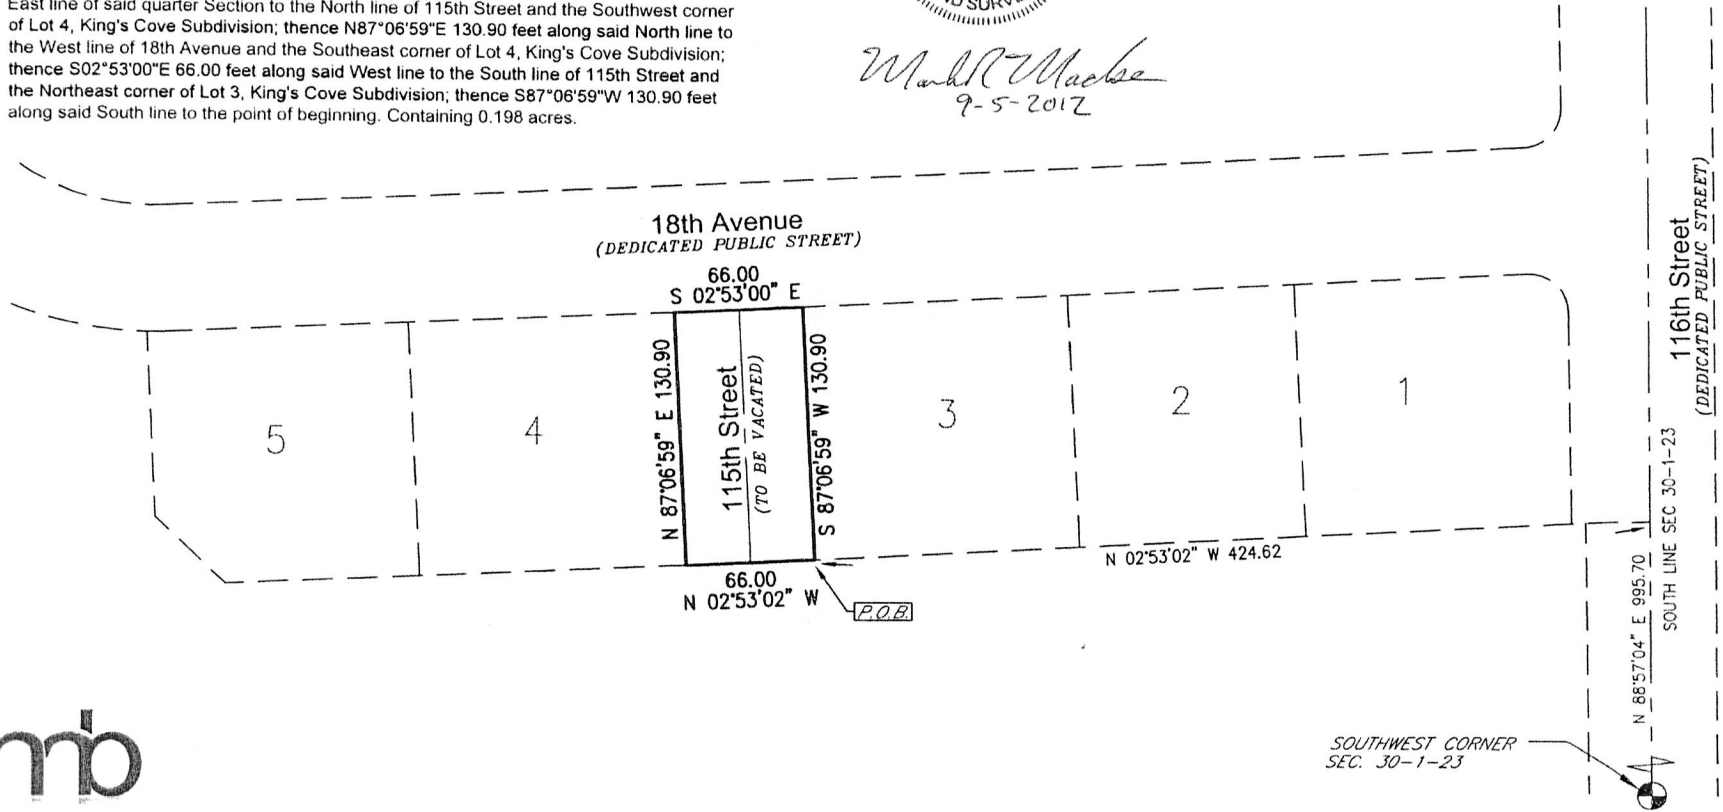 East line of said quarter Section to the North line of 115th Street and the Southwest corner
of Lot 4, King's Cove Subdivision; thence N87°06'59"E 130.90 feet along said North line to
the West line of 18th Avenue and the Southeast corner of Lot 4, King's Cove Subdivision;
thence S02°53'00"E 66.00 feet along said West line to the South line of 115th Street and
the Northeast corner of Lot 3, King's Cove Subdivision; thence S87°06'59"W 130.90 feet
along said South line to the point of beginning. Containing 0.198 acres.
9-5-2012
18th Avenue
(DEDICATED PUBLIC STREET)
66.00
S 02°53'00" E
N 87°06'59" E 130.90
115th Street
(TO BE VACATED)
S 87°06'59" W 130.90
5
4
3
2
1
66.00
N 02°53'02" W
P.O.B.
N 02°53'02" W 424.62
116th Street
(DEDICATED PUBLIC STREET)
SOUTH LINE SEC 30-1-23
N 88°57'04" E 995.70
SOUTHWEST CORNER
SEC. 30-1-23
mb